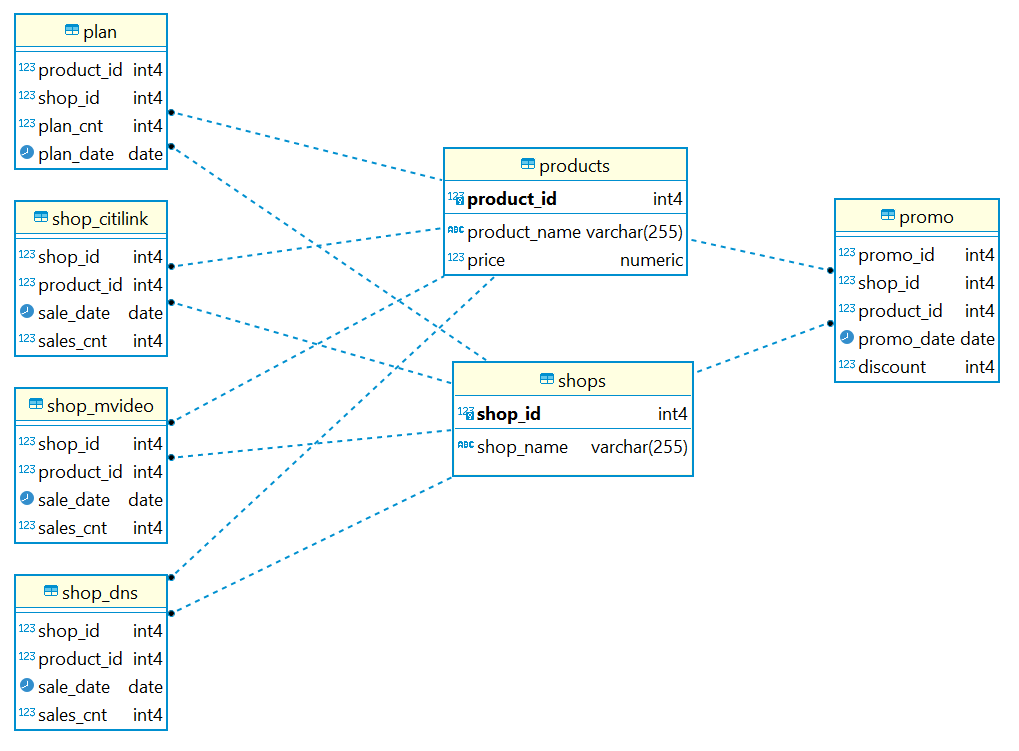 plan
123 product_id int4
123 shop_id int4
123 plan_cnt int4
plan_date date
shop_citilink
123 shop_id int4
123 product_id int4
sale_date date
123 sales_cnt int4
shop_mvideo
123 shop_id int4
123 product_id int4
sale_date date
123 sales_cnt int4
shop_dns
123 shop_id int4
123 product_id int4
sale_date date
123 sales_cnt int4
products
123 product_id int4
ABC product_name varchar(255)
123 price numeric
shops
123 shop_id int4
ABC shop_name varchar(255)
promo
123 promo_id int4
123 shop_id int4
123 product_id int4
promo_date date
123 discount int4